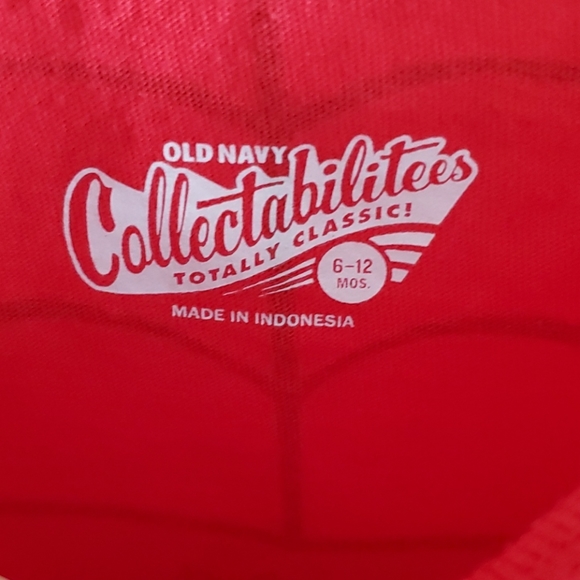 OLD NAVY
Collectabilitees
TOTALLY CLASSIC!
6-12
MOS.
MADE IN INDONESIA